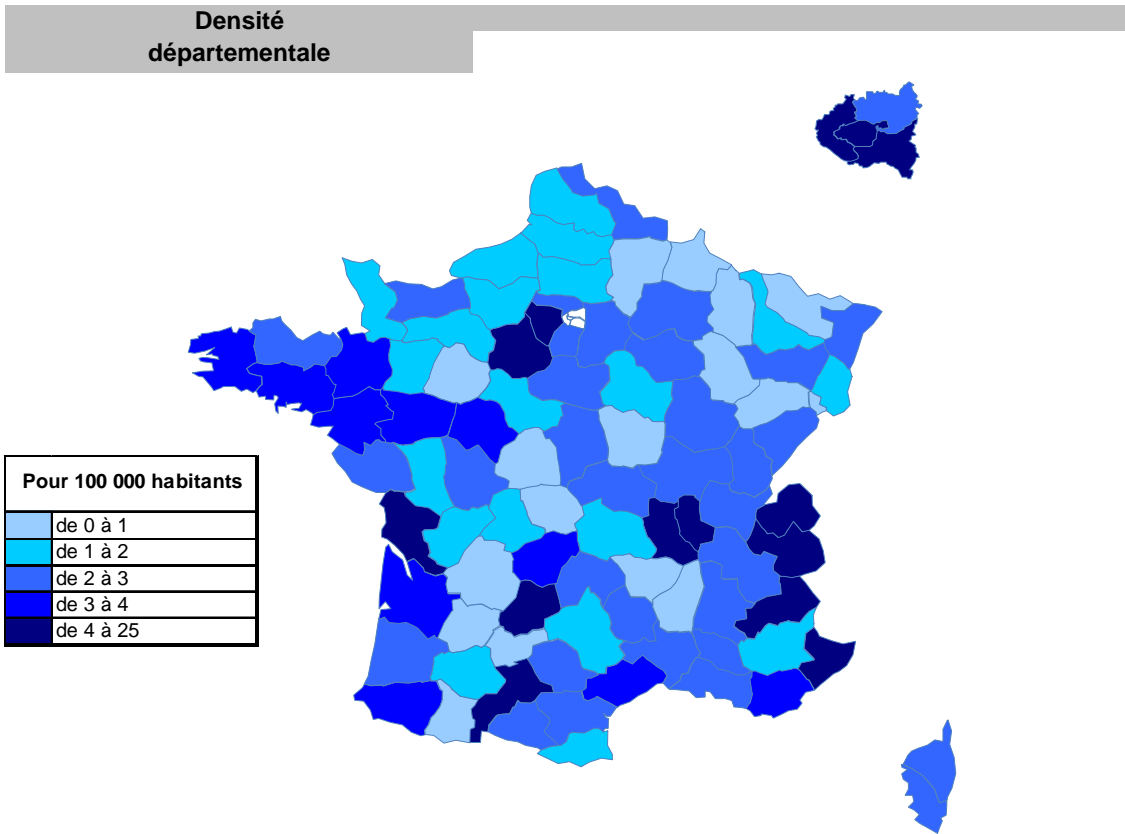 Densité
départementale
Pour 100 000 habitants
de 0 à 1
de 1 à 2
de 2 à 3
de 3 à 4
de 4 à 25